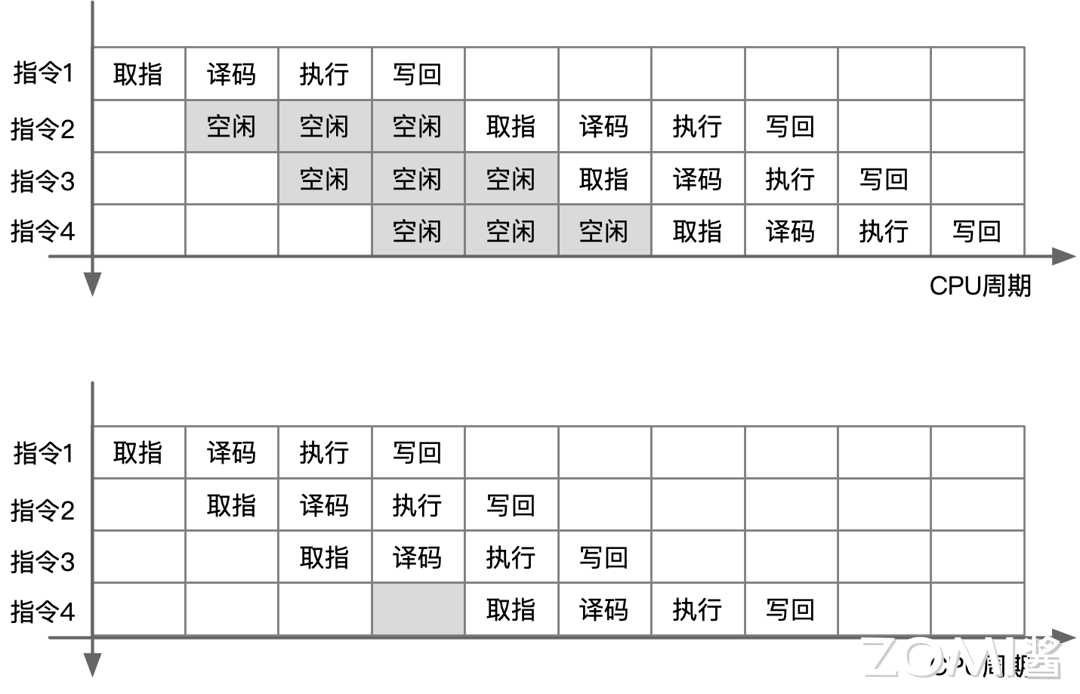 指令1 取指 译码 执行 写回
指令2 空闲 空闲 空闲 取指 译码 执行 写回
指令3 空闲 空闲 空闲 取指 译码 执行 写回
指令4 空闲 空闲 空闲 取指 译码 执行 写回
CPU周期
指令1 取指 译码 执行 写回
指令2 取指 译码 执行 写回
指令3 取指 译码 执行 写回
指令4 取指 译码 执行 写回
CPU周期
ZOMI酱